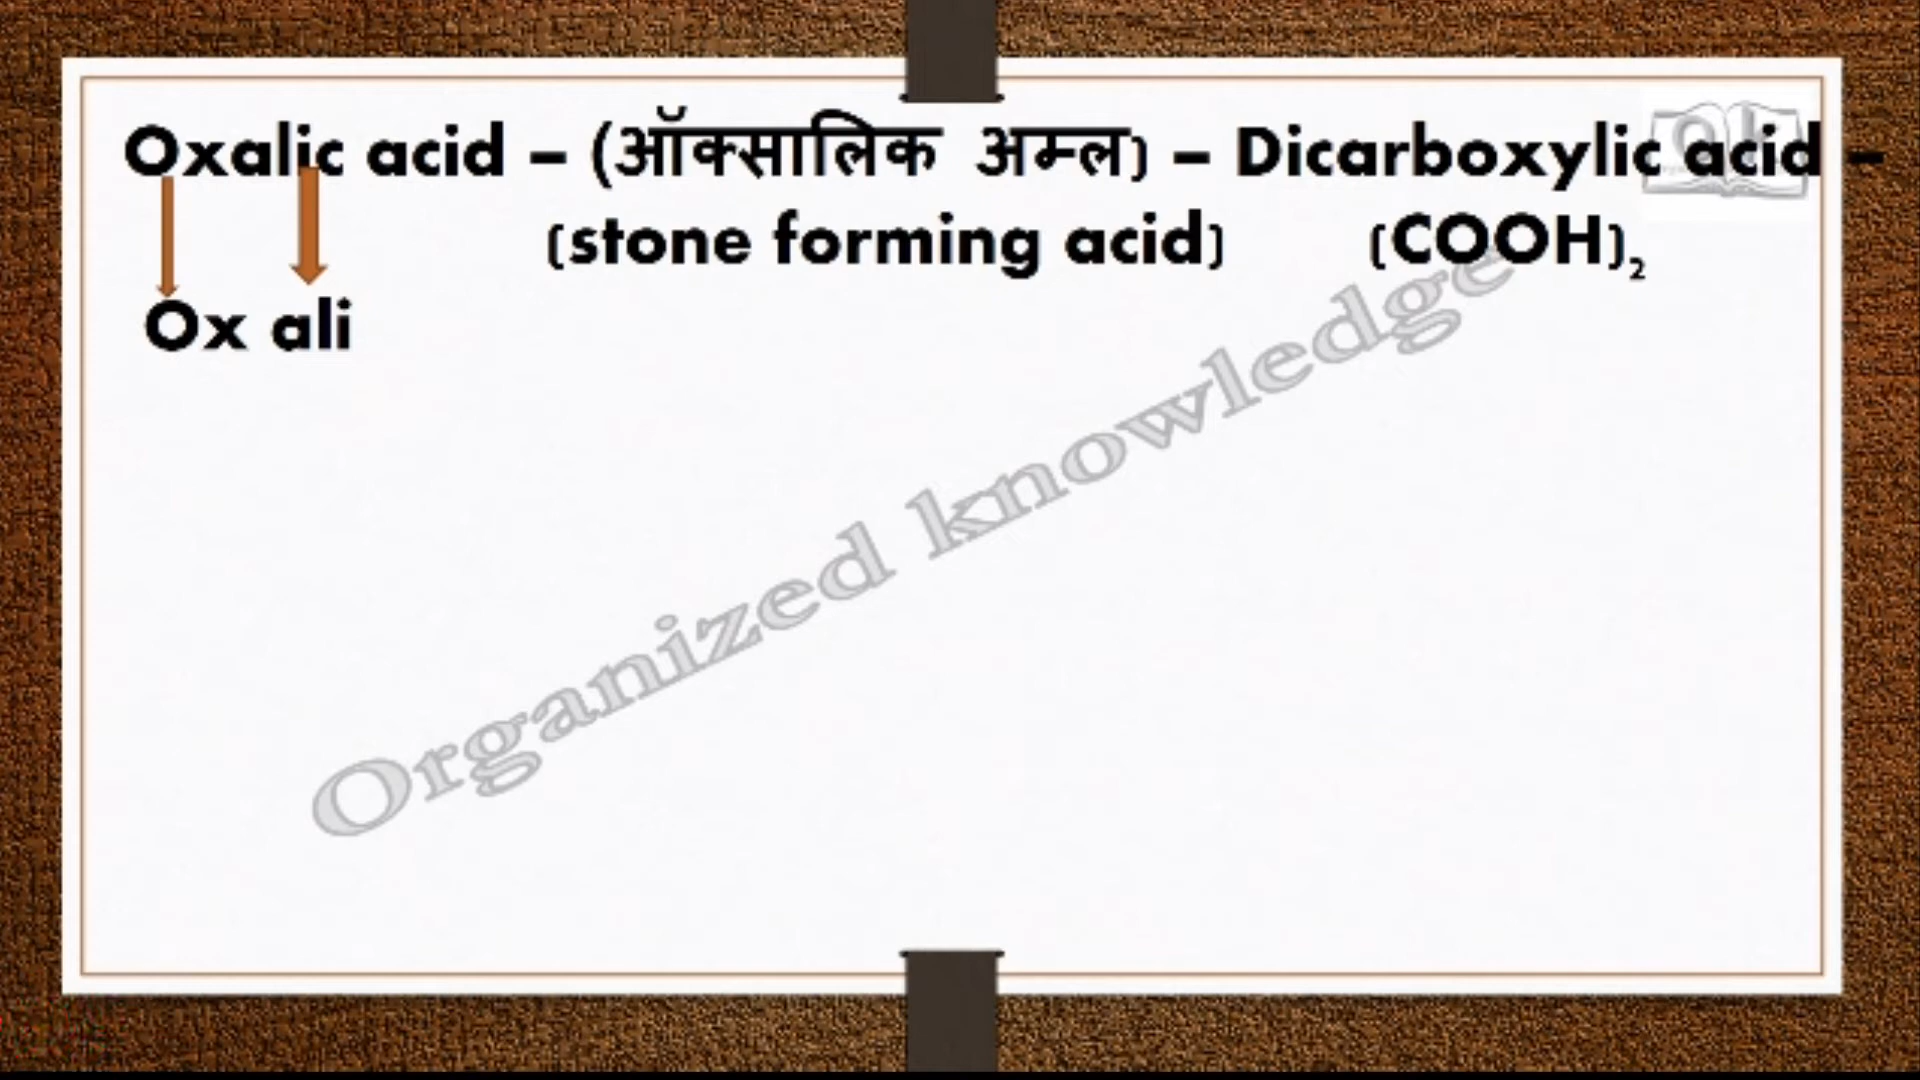 Oxalic acid – (ऑक्सालिक अम्ल) – Dicarboxylic acid –
(stone forming acid) (COOH)₂
Ox ali
Organized knowledge